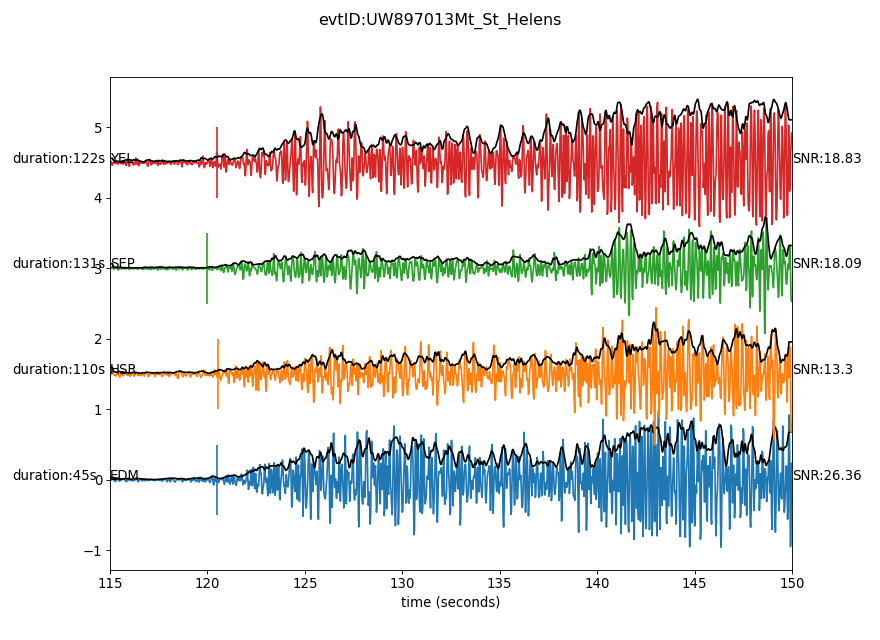 evtID:UW897013Mt_St_Helens
5
duration:122s YEL SNR:18.83
4
duration:131s SEP SNR:18.09
3
2
duration:110s HSR SNR:13.3
1
duration:45s EDM SNR:26.36
0
−1
115 120 125 130 135 140 145 150
time (seconds)